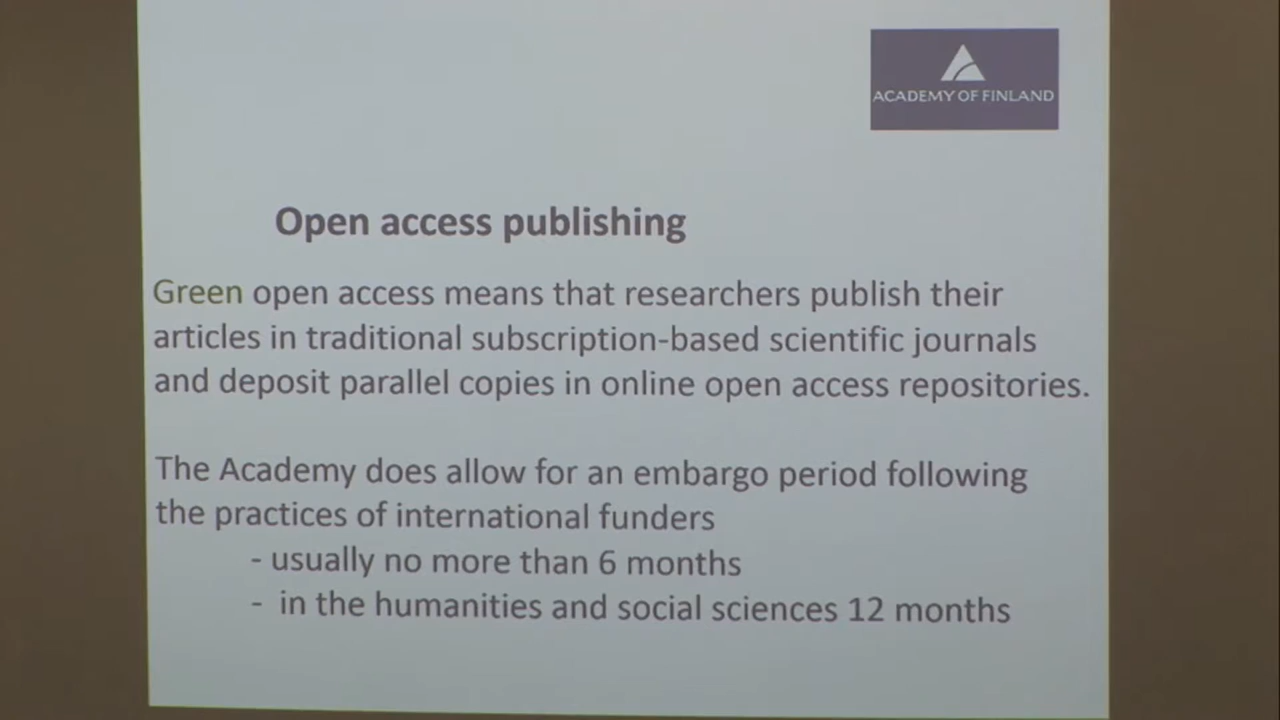 ACADEMY OF FINLAND
Open access publishing
Green open access means that researchers publish their
articles in traditional subscription-based scientific journals
and deposit parallel copies in online open access repositories.
The Academy does allow for an embargo period following
the practices of international funders
- usually no more than 6 months
- in the humanities and social sciences 12 months